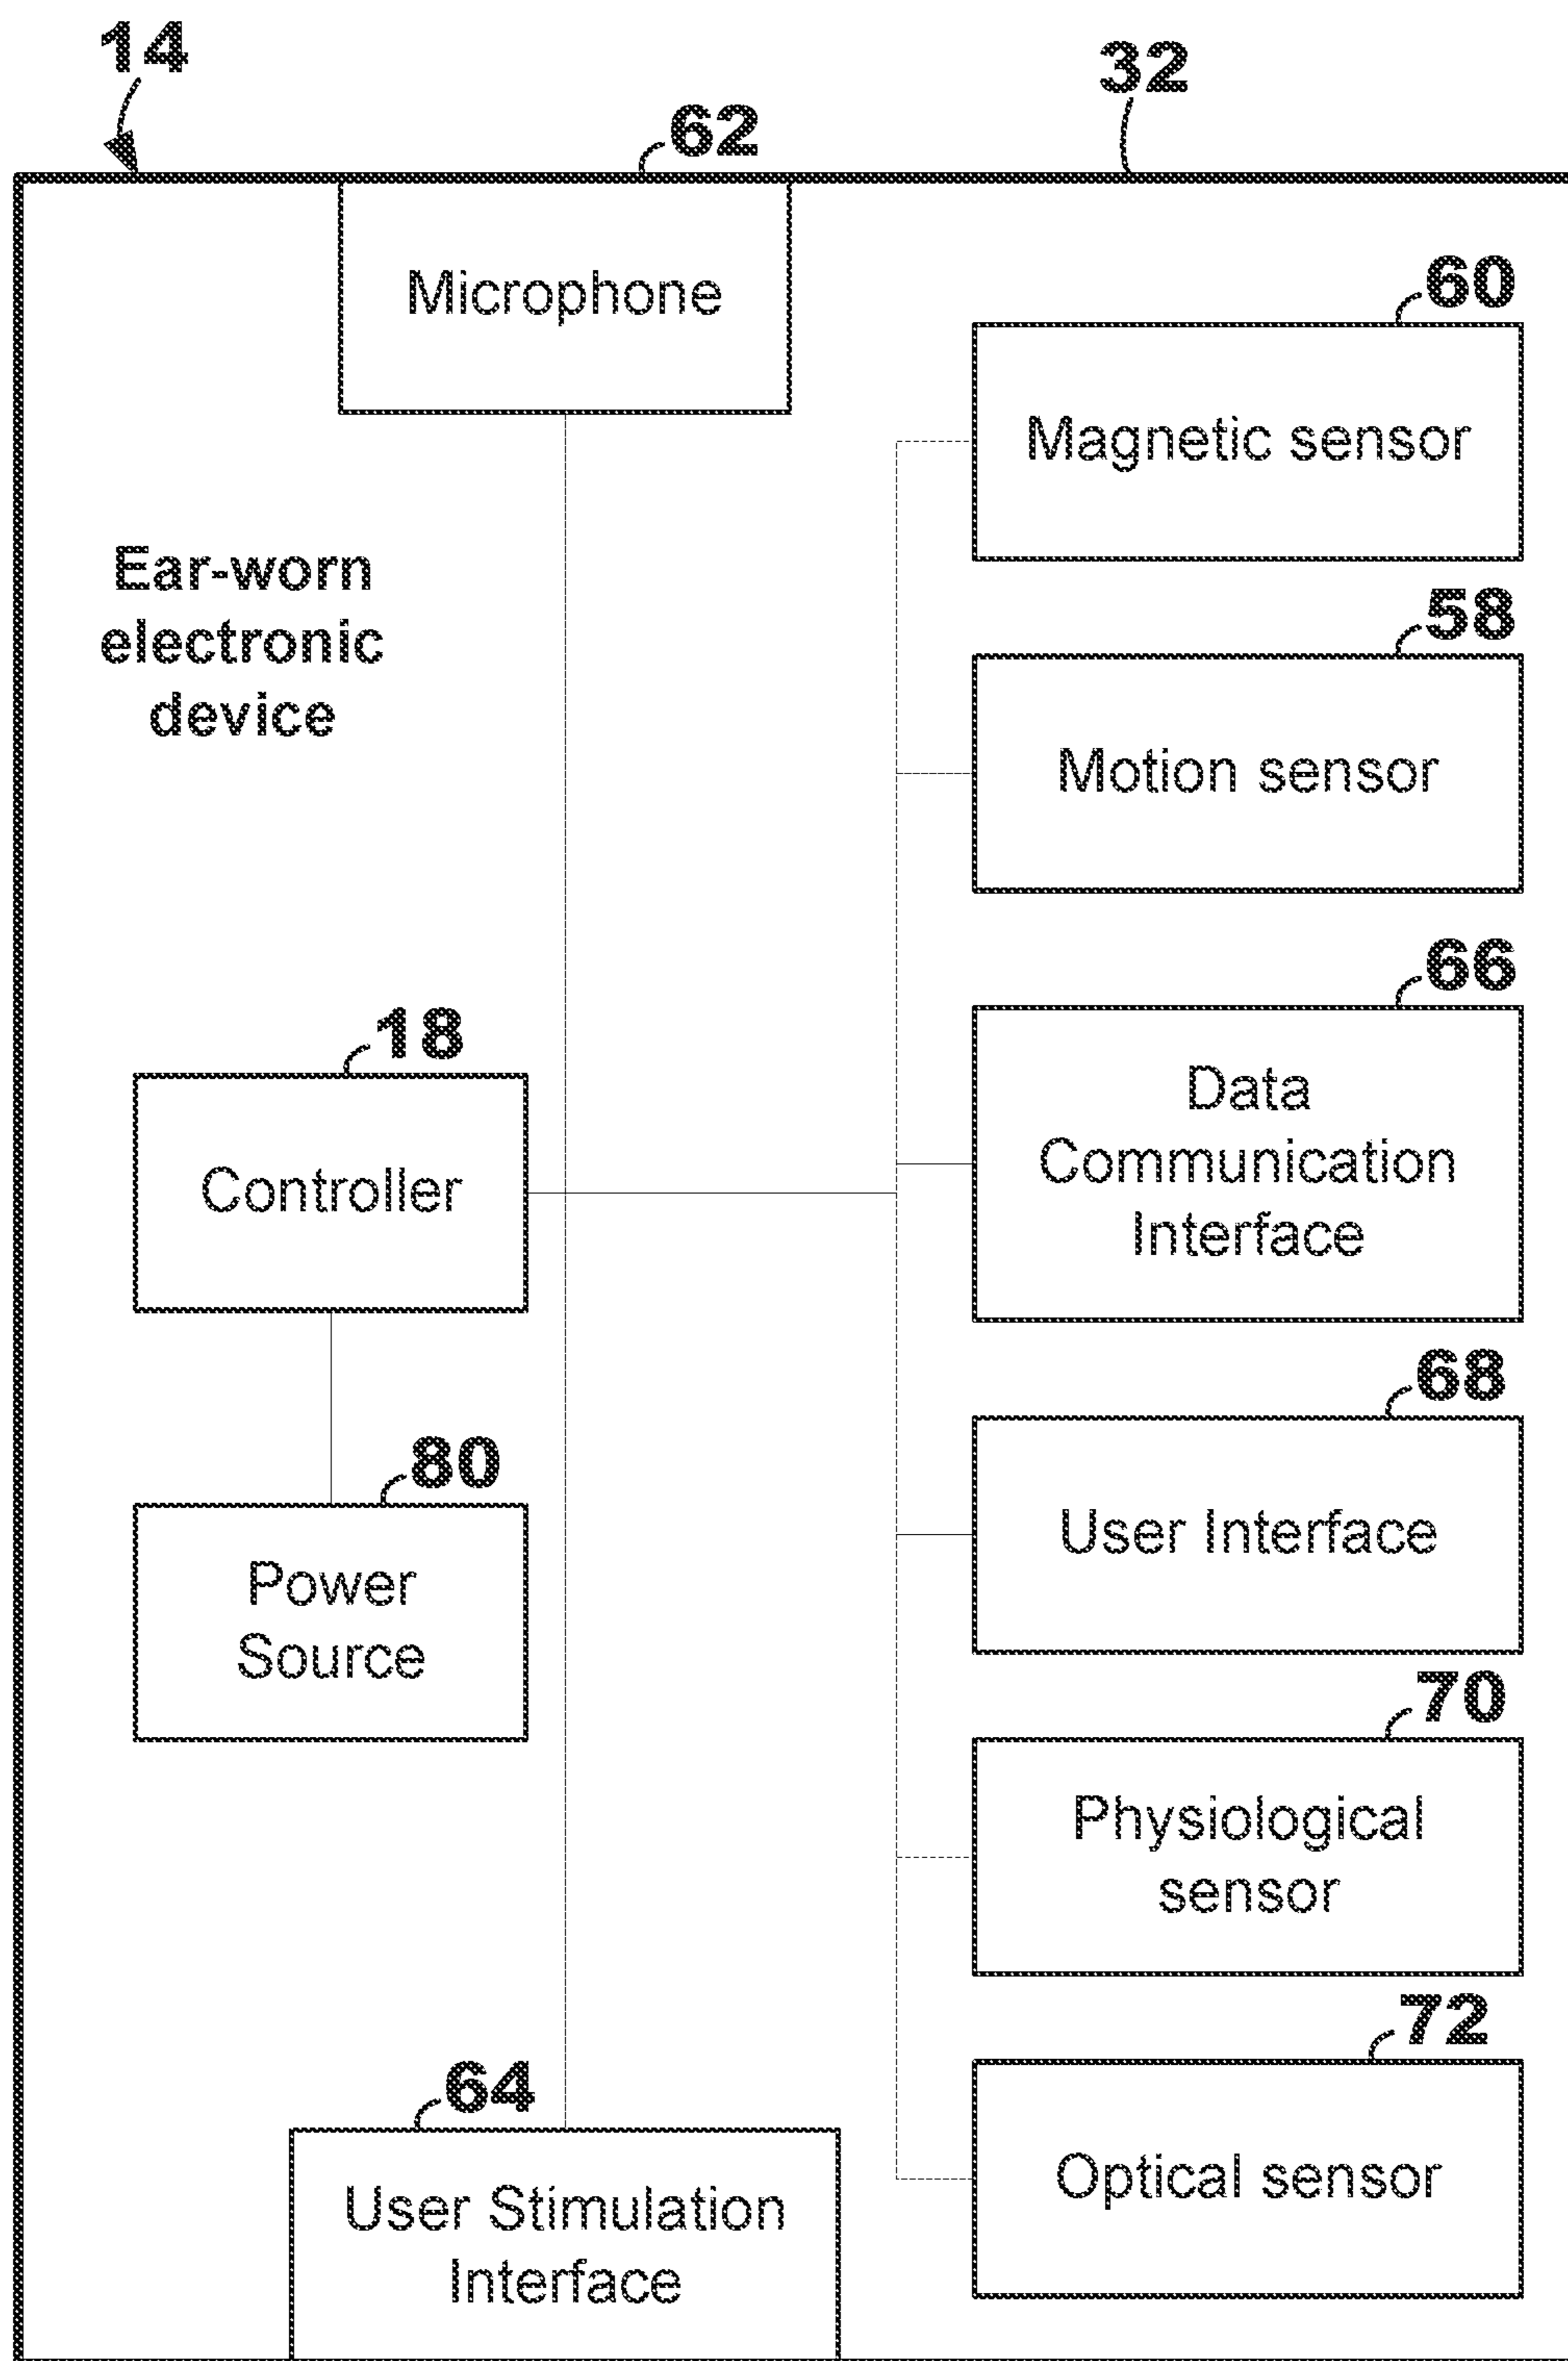 14
32
62
Microphone
60
Magnetic sensor
Ear-worn
electronic
device
58
Motion sensor
66
Data
Communication
Interface
18
Controller
68
User Interface
80
Power
Source
70
Physiological
sensor
72
Optical sensor
64
User Stimulation
Interface